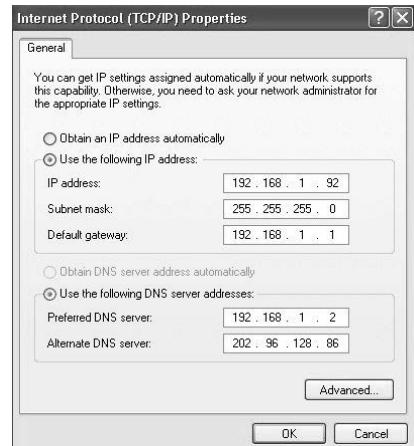 Internet Protocol (TCP/IP) Properties
General
You can get IP settings assigned automatically if your network supports
this capability. Otherwise, you need to ask your network administrator for
the appropriate IP settings.
Obtain an IP address automatically
Use the following IP address:
IP address: 192 . 168 . 1 . 92
Subnet mask: 255 . 255 . 255 . 0
Default gateway: 192 . 168 . 1 . 1
Obtain DNS server address automatically
Use the following DNS server addresses:
Preferred DNS server: 192 . 168 . 1 . 2
Alternate DNS server: 202 . 96 . 128 . 86
Advanced...
OK Cancel